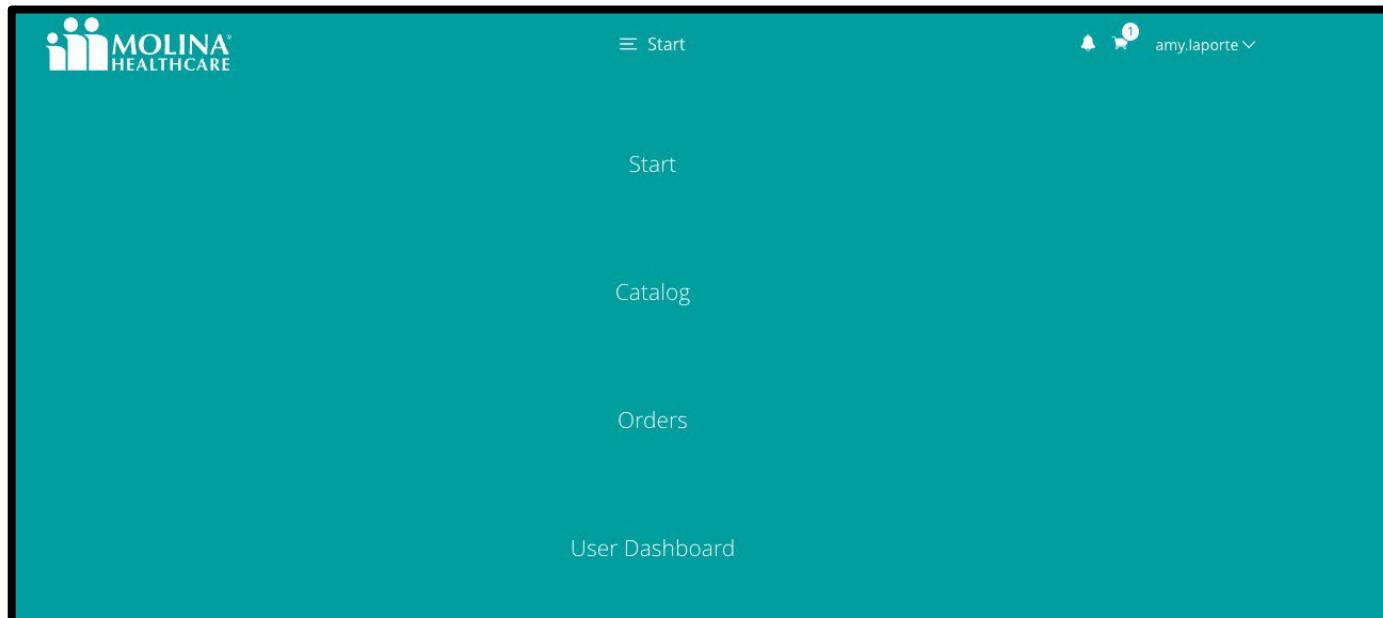 MOLINA®
HEALTHCARE
Start
1
amy.laporte
Start
Catalog
Orders
User Dashboard